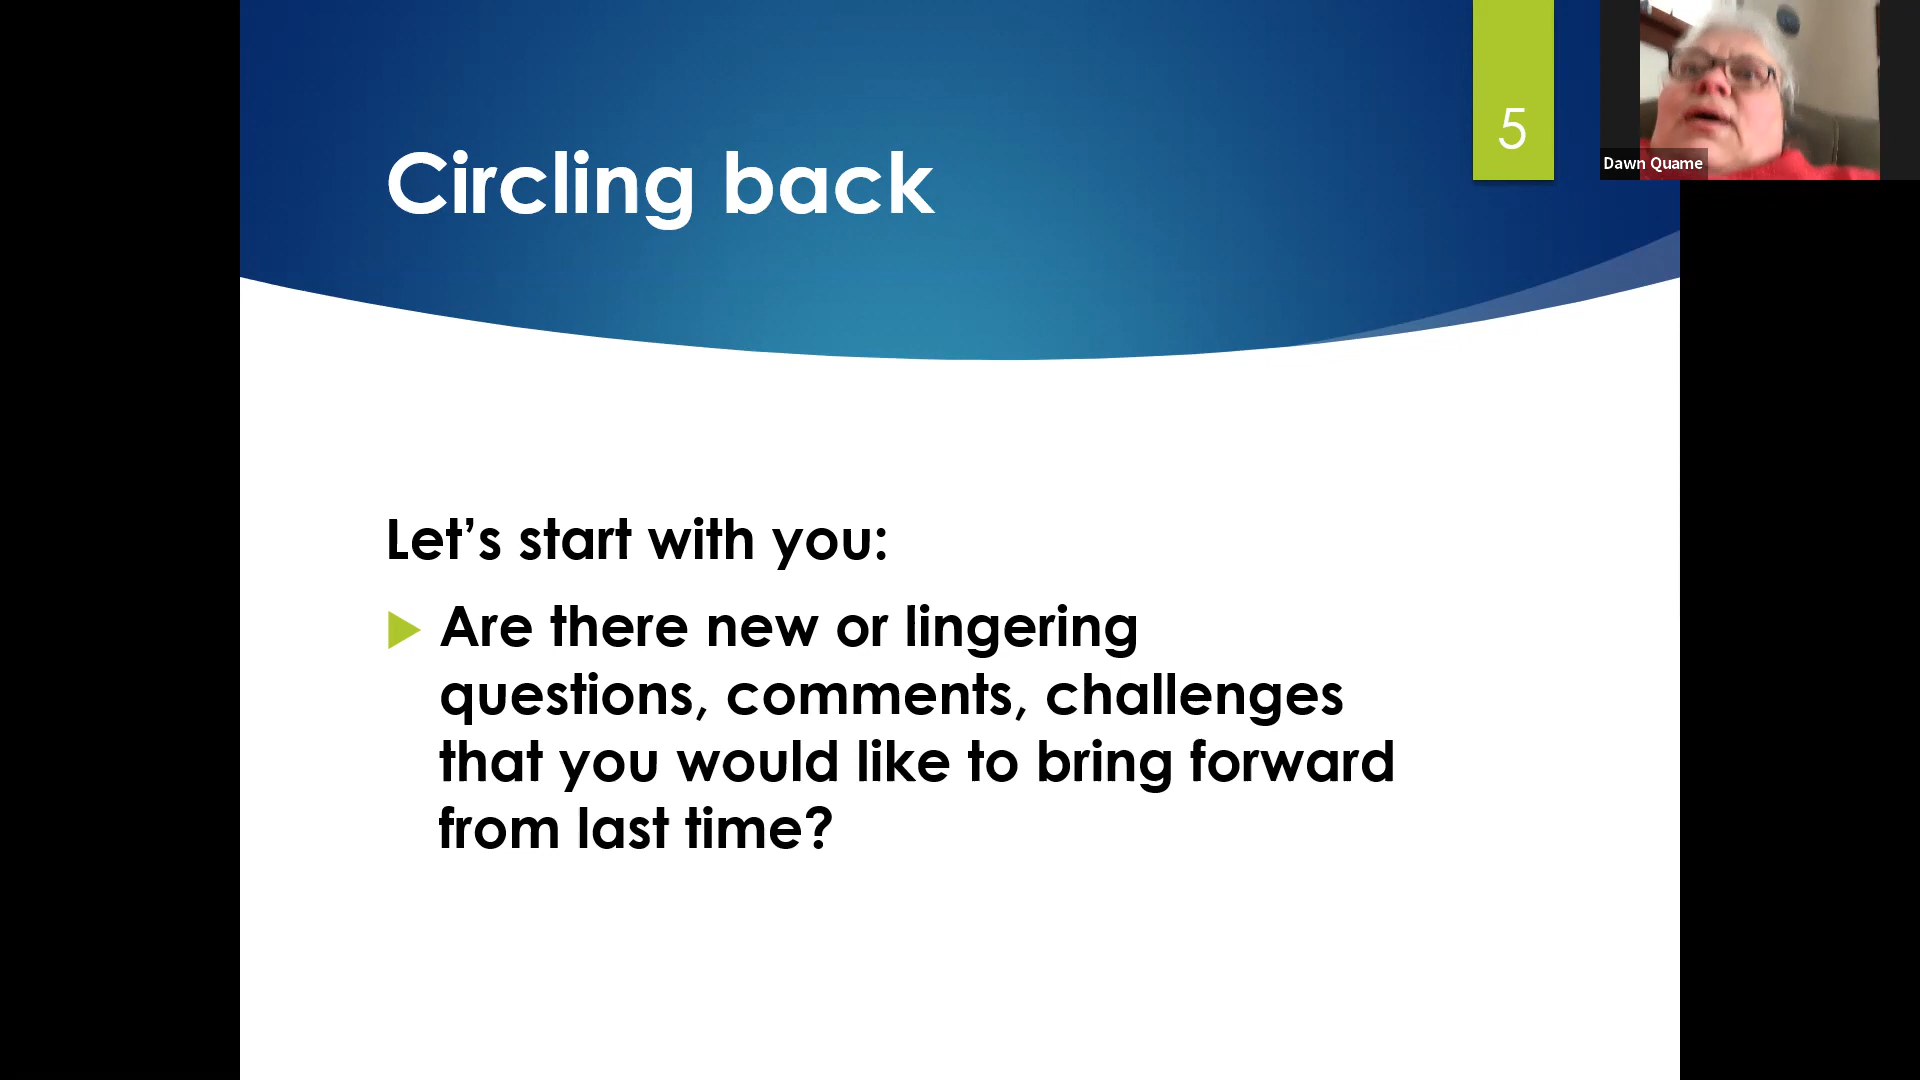 Circling back
5
Dawn Quame
Let’s start with you:
Are there new or lingering
questions, comments, challenges
that you would like to bring forward
from last time?